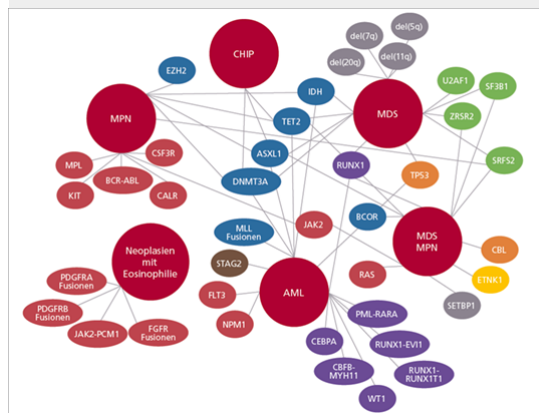 del(5q)
del(7q)
CHIP
del(11q)
del(20q)
EZH2
U2AF1
SF3B1
IDH
MPN
MDS
TET2
ZRSR2
CSF3R
ASXL1
RUNX1
SRFS2
MPL
BCR-ABL
DNMT3A
TP53
KIT
CALR
BCOR
JAK2
MLL
Fusionen
MDS
MPN
CBL
Neoplasien
mit
Eosinophilie
STAG2
RAS
ETNK1
PDGFRA
Fusionen
FLT3
AML
SETBP1
PDGFRB
Fusionen
PML-RARA
JAK2-PCM1
FGFR
Fusionen
NPM1
CEBPA
RUNX1-EVI1
CBFB-
MYH11
RUNX1-
RUNX1T1
WT1